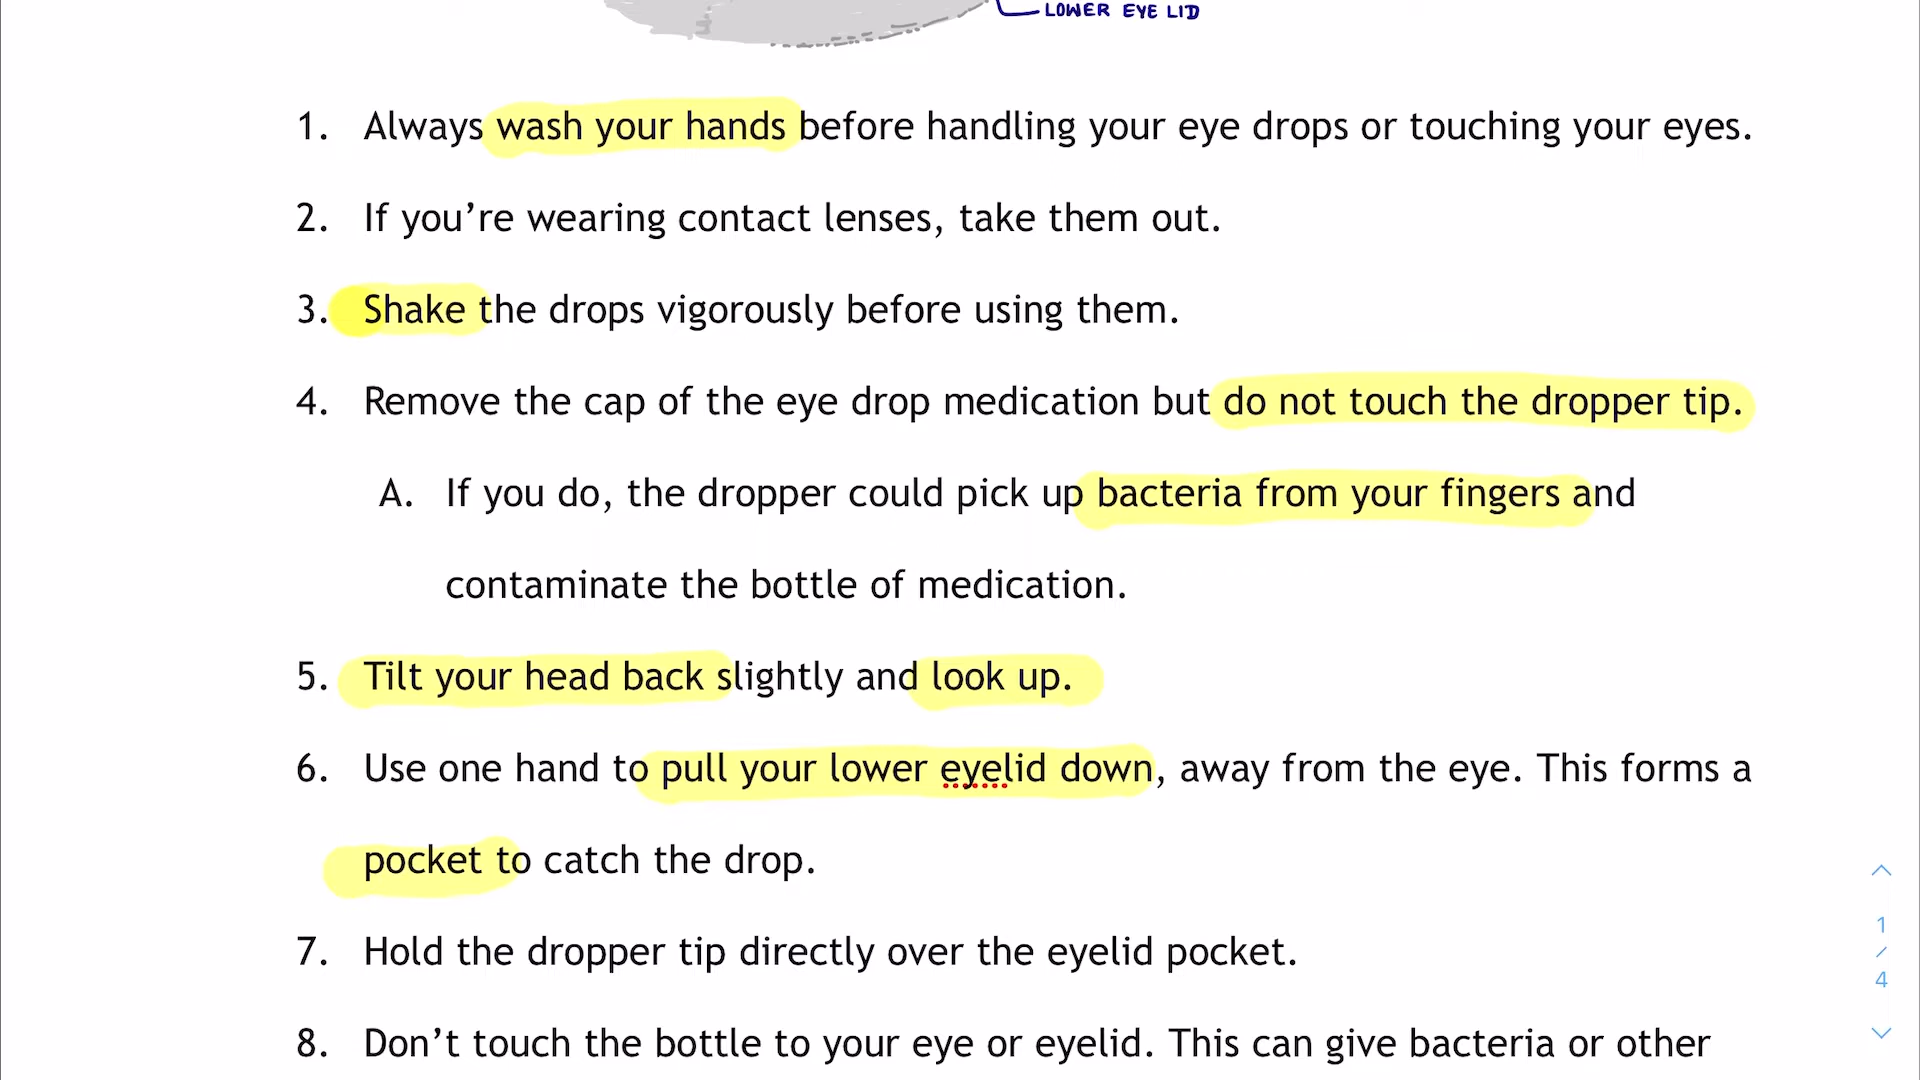 LOWER EYE LID
1. Always wash your hands before handling your eye drops or touching your eyes.
2. If you’re wearing contact lenses, take them out.
3. Shake the drops vigorously before using them.
4. Remove the cap of the eye drop medication but do not touch the dropper tip.
A. If you do, the dropper could pick up bacteria from your fingers and
contaminate the bottle of medication.
5. Tilt your head back slightly and look up.
6. Use one hand to pull your lower eyelid down, away from the eye. This forms a
pocket to catch the drop.
7. Hold the dropper tip directly over the eyelid pocket.
8. Don’t touch the bottle to your eye or eyelid. This can give bacteria or other
1
/
4